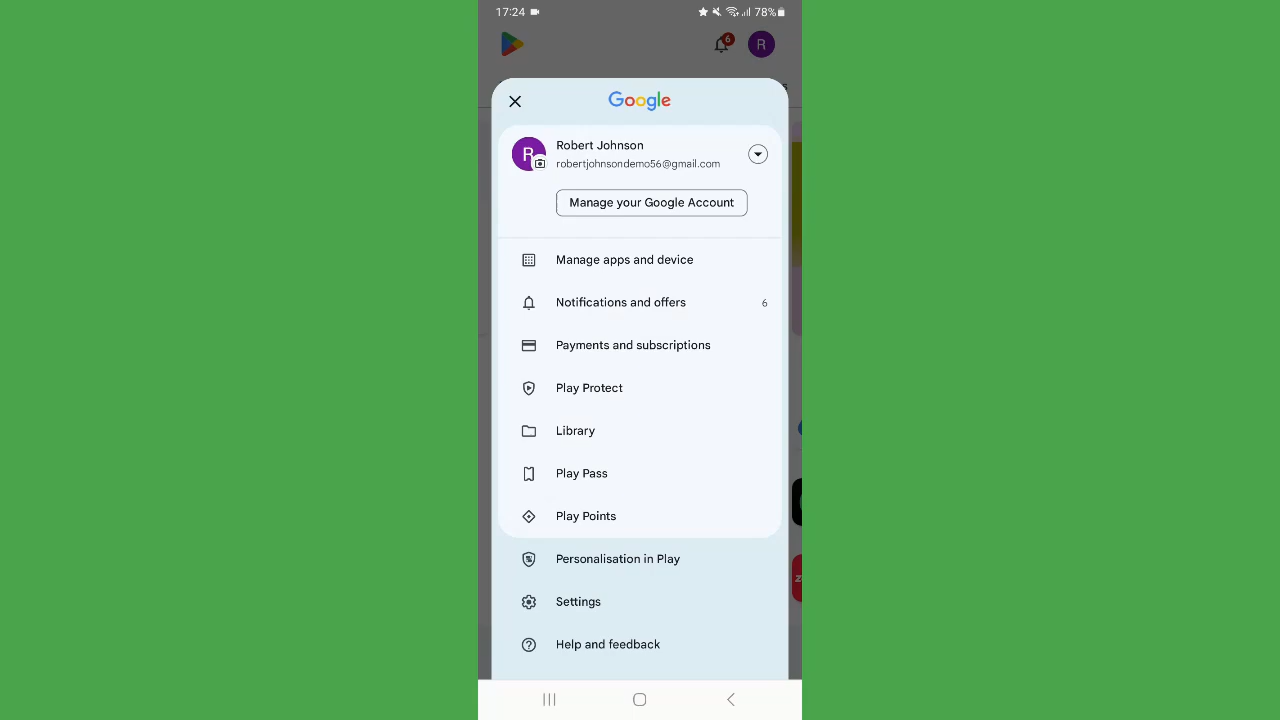 17:24
78%
6
R
Google
R
Robert Johnson
robertjohnsondemo56@gmail.com
Manage your Google Account
Manage apps and device
Notifications and offers
6
Payments and subscriptions
Play Protect
Library
Play Pass
Play Points
Personalisation in Play
Settings
Help and feedback